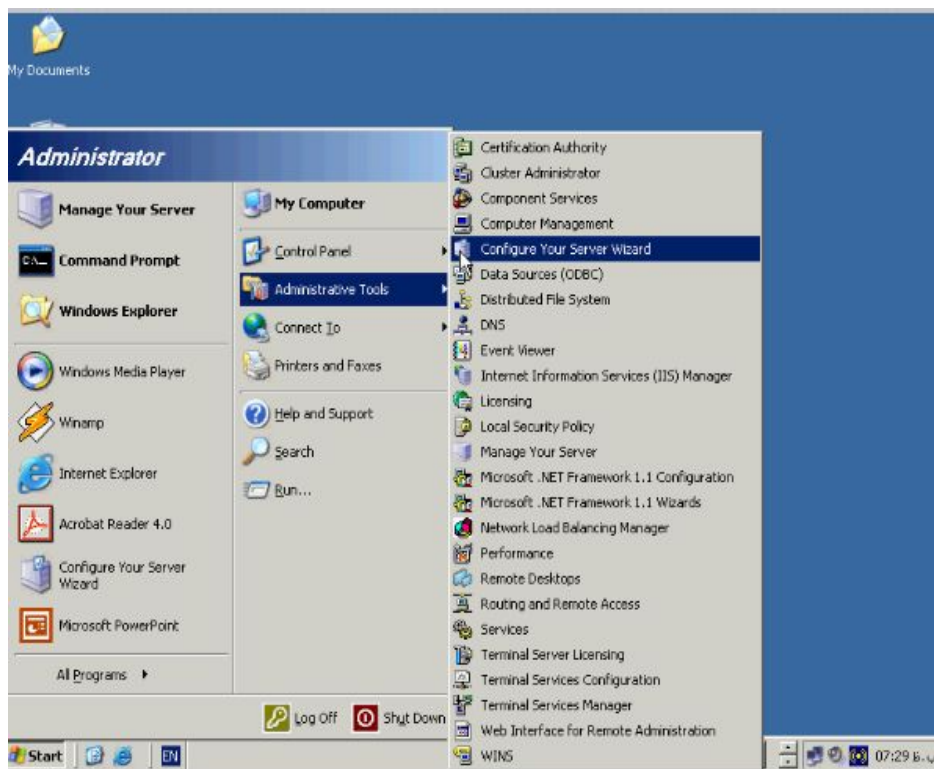 My Documents
Administrator
Manage Your Server
Command Prompt
Windows Explorer
Windows Media Player
Winamp
Internet Explorer
Acrobat Reader 4.0
Configure Your Server
Wizard
Microsoft PowerPoint
All Programs
My Computer
Control Panel
Administrative Tools
Connect To
Printers and Faxes
Help and Support
Search
Run...
Log Off
Shut Down
Certification Authority
Cluster Administrator
Component Services
Computer Management
Configure Your Server Wizard
Data Sources (ODBC)
Distributed File System
DNS
Event Viewer
Internet Information Services (IIS) Manager
Licensing
Local Security Policy
Manage Your Server
Microsoft .NET Framework 1.1 Configuration
Microsoft .NET Framework 1.1 Wizards
Network Load Balancing Manager
Performance
Remote Desktops
Routing and Remote Access
Services
Terminal Server Licensing
Terminal Services Configuration
Terminal Services Manager
Web Interface for Remote Administration
WINS
Start
EN
07:29